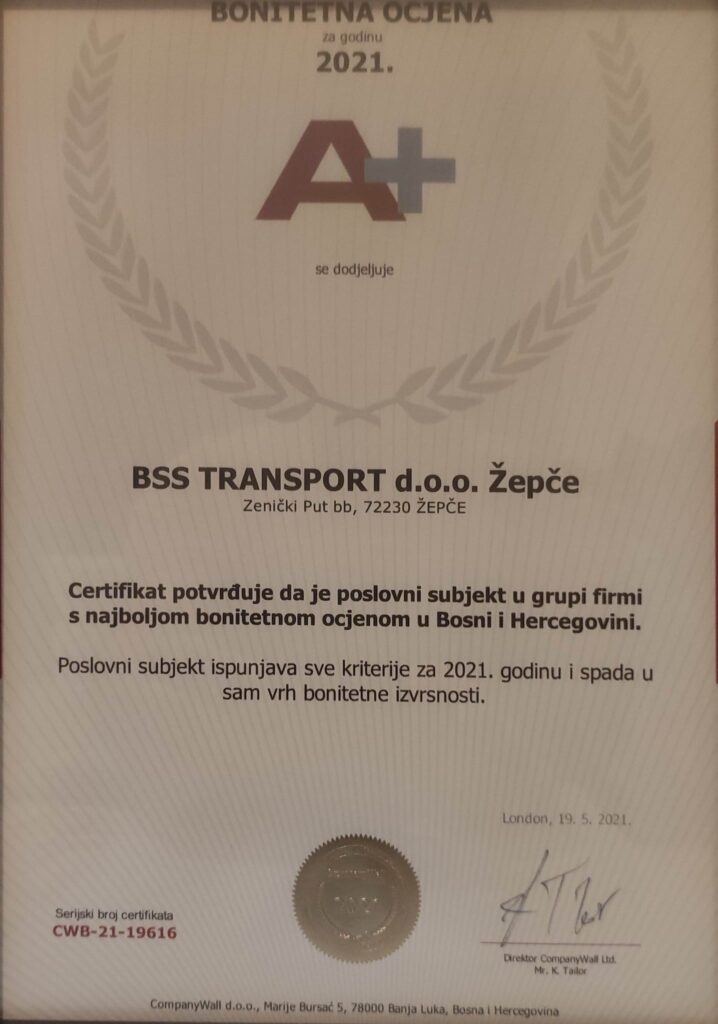 BONITETNA OCJENA
za godinu
2021.
A+
se dodjeljuje
BSS TRANSPORT d.o.o. Žepče
Zenički Put bb, 72230 ŽEPČE
Certifikat potvrđuje da je poslovni subjekt u grupi firmi
s najboljom bonitetnom ocjenom u Bosni i Hercegovini.
Poslovni subjekt ispunjava sve kriterije za 2021. godinu i spada u
sam vrh bonitetne izvrsnosti.
London, 19. 5. 2021.
Serijski broj certifikata
CWB-21-19616
Direktor CompanyWall Ltd.
Mr. K. Tailor
CompanyWall d.o.o., Marije Bursać 5, 78000 Banja Luka, Bosna i Hercegovina